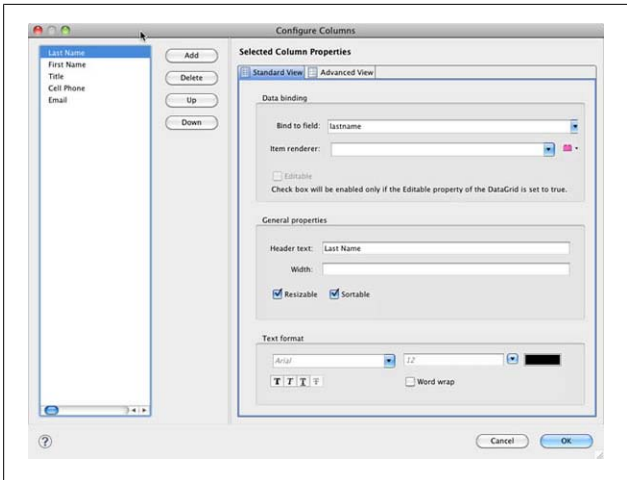 Configure Columns
Last Name
First Name
Title
Cell Phone
Email
Add
Delete
Up
Down
Selected Column Properties
Standard View
Advanced View
Data binding
Bind to field: lastname
Item renderer:
Editable
Check box will be enabled only if the Editable property of the DataGrid is set to true.
General properties
Header text: Last Name
Width:
Resizable
Sortable
Text format
Arial
12
T T T T
Word wrap
?
Cancel
OK